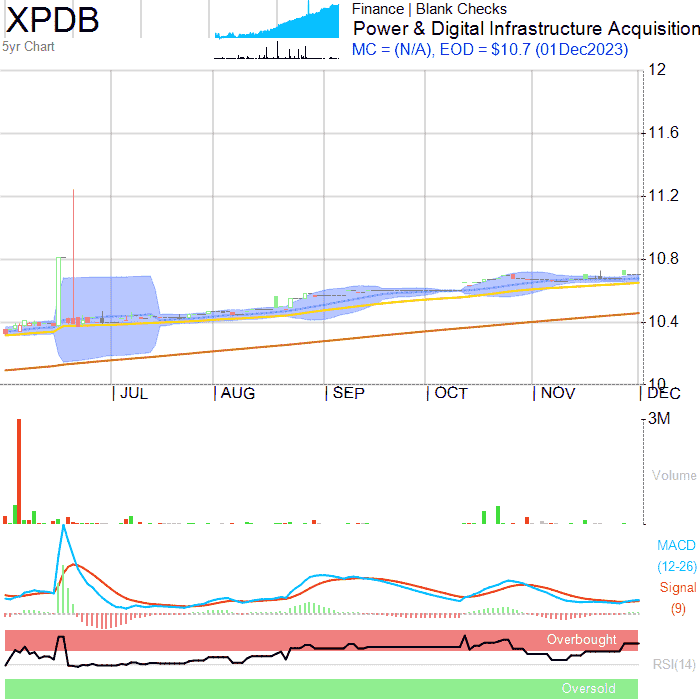 XPDB
5yr Chart
Finance | Blank Checks
Power & Digital Infrastructure Acquisition
MC = (N/A), EOD = $10.7 (01Dec2023)
12
11.6
11.2
10.8
10.4
10
JUL
AUG
SEP
OCT
NOV
DEC
3M
Volume
MACD
(12-26)
Signal
(9)
Overbought
RSI(14)
Oversold